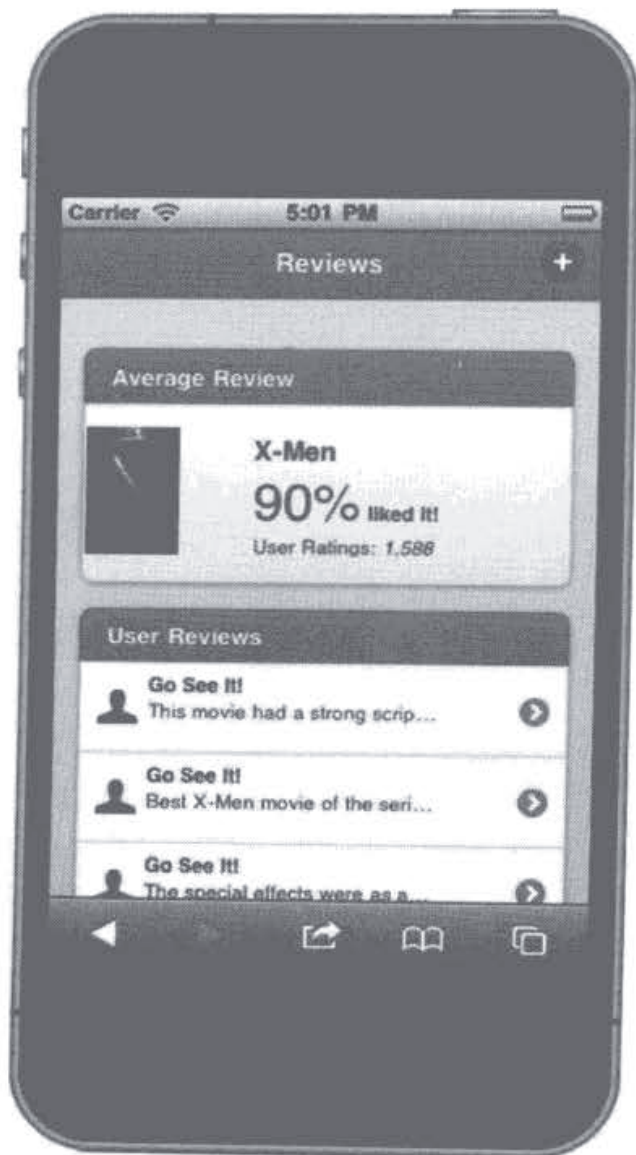 Carrier 5:01 PM
Reviews +
Average Review
X-Men
90% liked it!
User Ratings: 1,588
User Reviews
Go See It!
This movie had a strong scrip...
Go See It!
Best X-Men movie of the seri...
Go See It!
The special effects were as a...